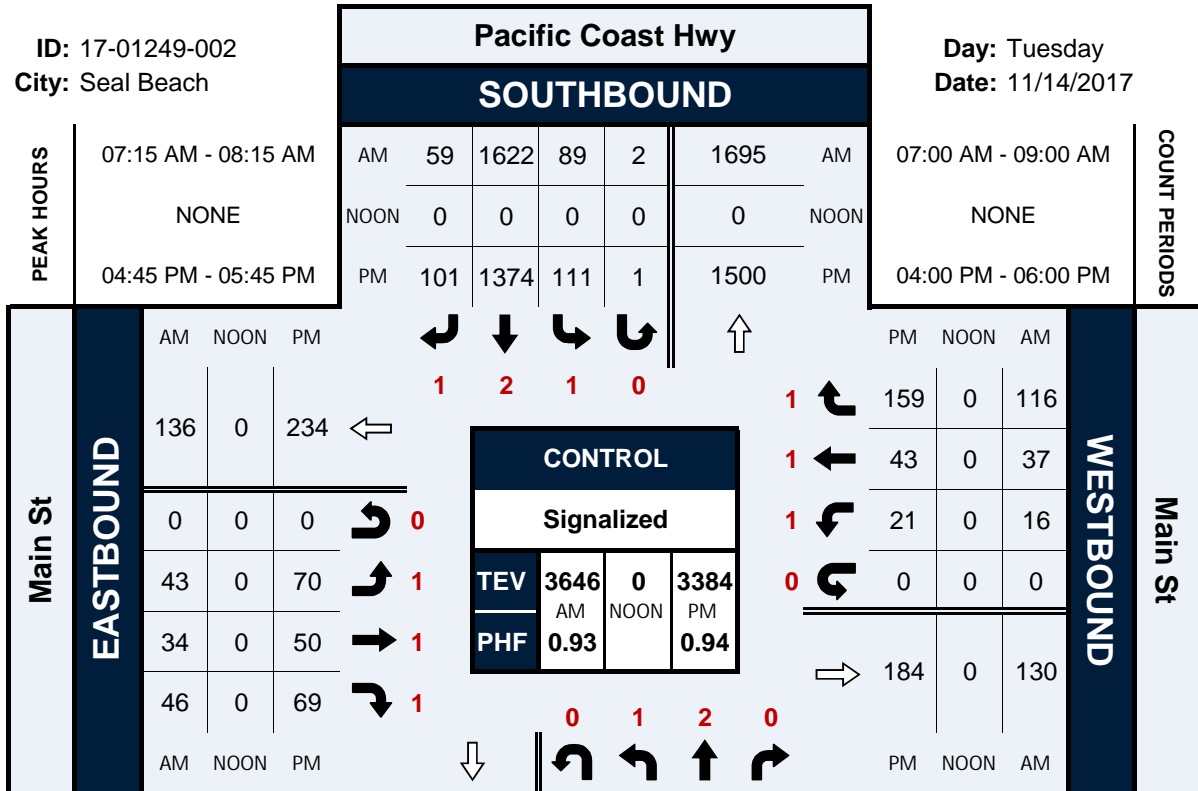 Pacific Coast Hwy
ID: 17-01249-002
Day: Tuesday
City: Seal Beach
Date: 11/14/2017
SOUTHBOUND
PEAK HOURS
07:15 AM - 08:15 AM
NONE
04:45 PM - 05:45 PM
AM 59 1622 89 2 1695 AM
NOON 0 0 0 0 0 NOON
PM 101 1374 111 1 1500 PM
07:00 AM - 09:00 AM
NONE
04:00 PM - 06:00 PM
COUNT PERIODS
1 2 1 0
Main St
EASTBOUND
AM NOON PM
136 0 234
0 0 0 0
43 0 70 1
34 0 50 1
46 0 69 1
AM NOON PM
CONTROL
Signalized
TEV 3646 0 3384
AM NOON PM
PHF 0.93 0.94
PM NOON AM
1 159 0 116
1 43 0 37
1 21 0 16
0 0 0 0
184 0 130
PM NOON AM
WESTBOUND
Main St
0 1 2 0